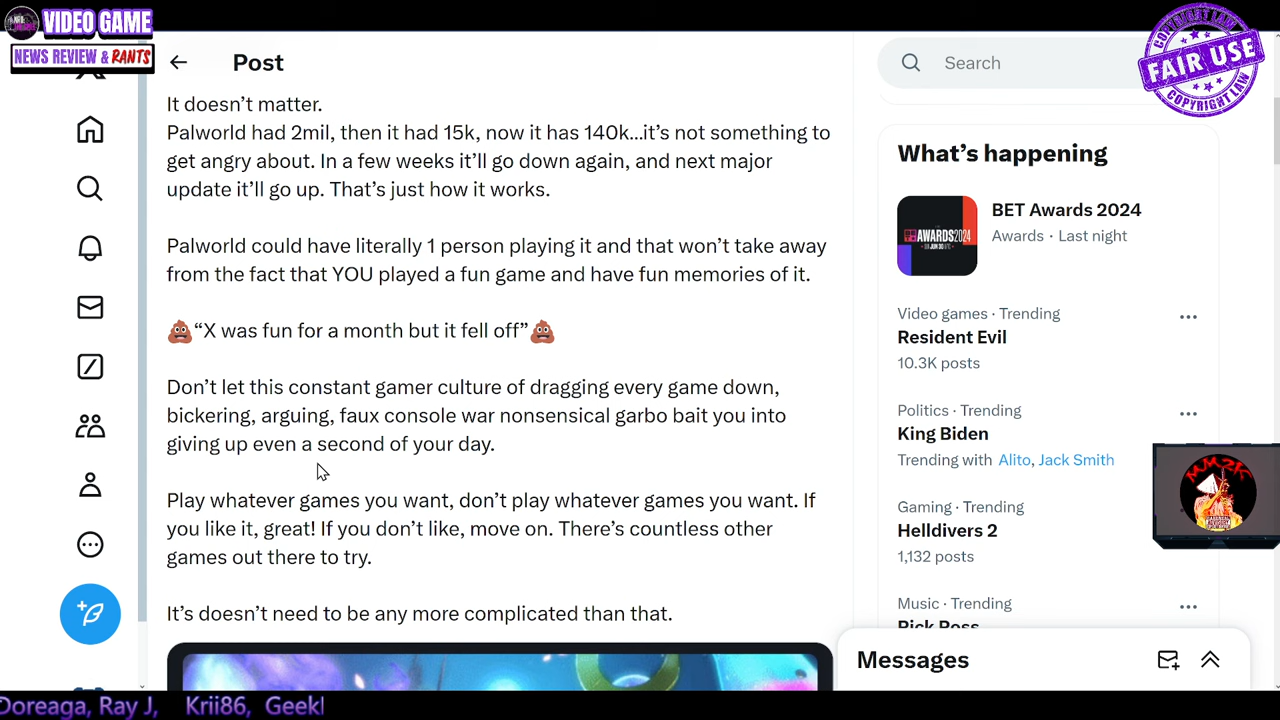 VIDEO GAME
NEWS REVIEW & RANTS
Post
Search
FAIR USE
COPYRIGHT LAW
COPYRIGHT LAW
It doesn't matter.
Palworld had 2mil, then it had 15k, now it has 140k...it's not something to
get angry about. In a few weeks it'll go down again, and next major
update it'll go up. That's just how it works.
Palworld could have literally 1 person playing it and that won't take away
from the fact that YOU played a fun game and have fun memories of it.
💩“X was fun for a month but it fell off”💩
Don't let this constant gamer culture of dragging every game down,
bickering, arguing, faux console war nonsensical garbo bait you into
giving up even a second of your day.
Play whatever games you want, don't play whatever games you want. If
you like it, great! If you don't like, move on. There's countless other
games out there to try.
It's doesn't need to be any more complicated than that.
What's happening
BET Awards 2024
Awards · Last night
Video games · Trending
Resident Evil
10.3K posts
Politics · Trending
King Biden
Trending with Alito, Jack Smith
Gaming · Trending
Helldivers 2
1,132 posts
Music · Trending
Rick Ross
MM2K
Messages
Doreaga, Ray J, Krii86, Geekl